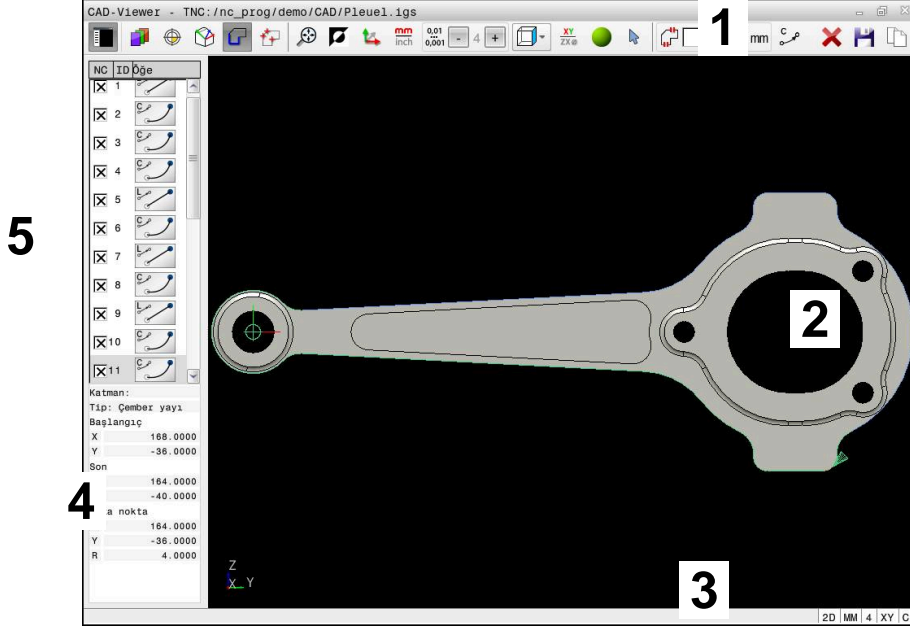 CAD-Viewer - TNC:/nc_prog/demo/CAD/Pleuel.igs
1
mm inch
0,01 0,001
4
XY ZX
mm
C
NC ID Öğe
1
2 C
3 C
4 C
5 L
6 C
7 L
8 C
9 L
10 C
11 C
5
2
Katman:
Tip: Çember yayı
Başlangıç
X 168.0000
Y -36.0000
Son
164.0000
-40.0000
4
a nokta
164.0000
Y -36.0000
R 4.0000
Z
X Y
3
2D MM 4 XY C